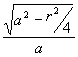 √(a² − r²/4)
a